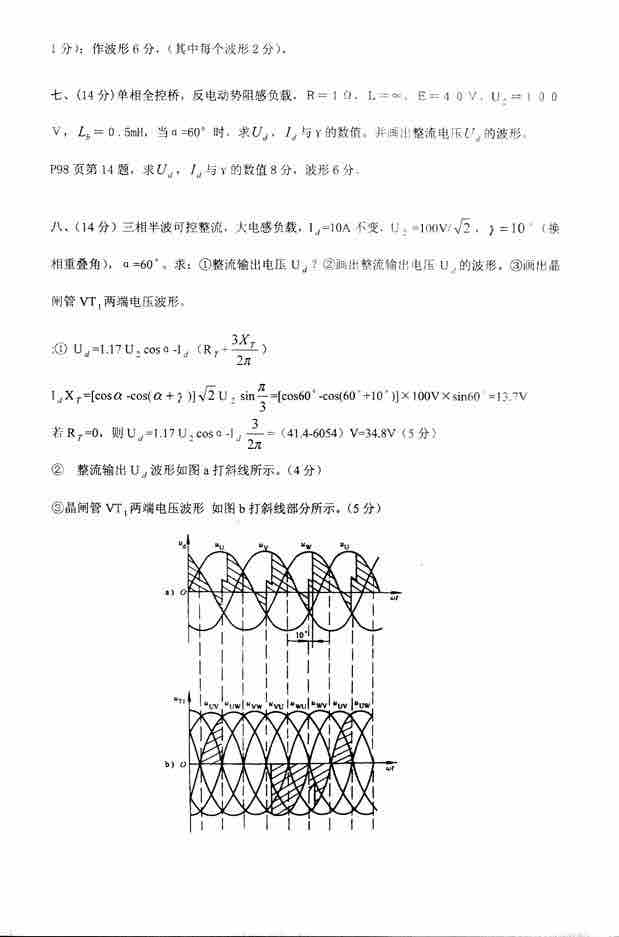 1分); 作波形6分.(其中每个波形2分).
七、(14分)单相全控桥, 反电动势阻感负载. R=1Ω. L=∞. E=40V. U₂=100
V, L_B=0.5mH, 当α=60°时. 求U_d, I_d与γ的数值。并画出整流电压U_d的波形。
P98页第14题, 求U_d, I_d与γ的数值8分, 波形6分.
八、(14分)三相半波可控整流, 大电感负载, I_d=10A不变. U₂=100V/√2, γ=10°(换
相重叠角), α=60°。求: ①整流输出电压U_d? ②画出整流输出电压U_d的波形。③画出晶
闸管VT₁两端电压波形。
:① U_d=1.17U₂cosα-I_d(R_T+3X_T/2π)
I_dX_T=[cosα-cos(α+γ)]√2U₂sin π/3=[cos60°-cos(60°+10°)]×100V×sin60°=13.7V
若R_T=0, 则U_d=1.17U₂cosα-I_d 3/2π=(41.4-6054)V=34.8V(5分)
② 整流输出U_d波形如图a打斜线所示。(4分)
③晶闸管VT₁两端电压波形 如图b打斜线部分所示。(5分)
u_d u_U u_V u_W u_U
a) O ωt
10°
u_T1 u_UV u_UW u_VW u_VU u_WU u_WV u_UV u_UW
b) O ωt